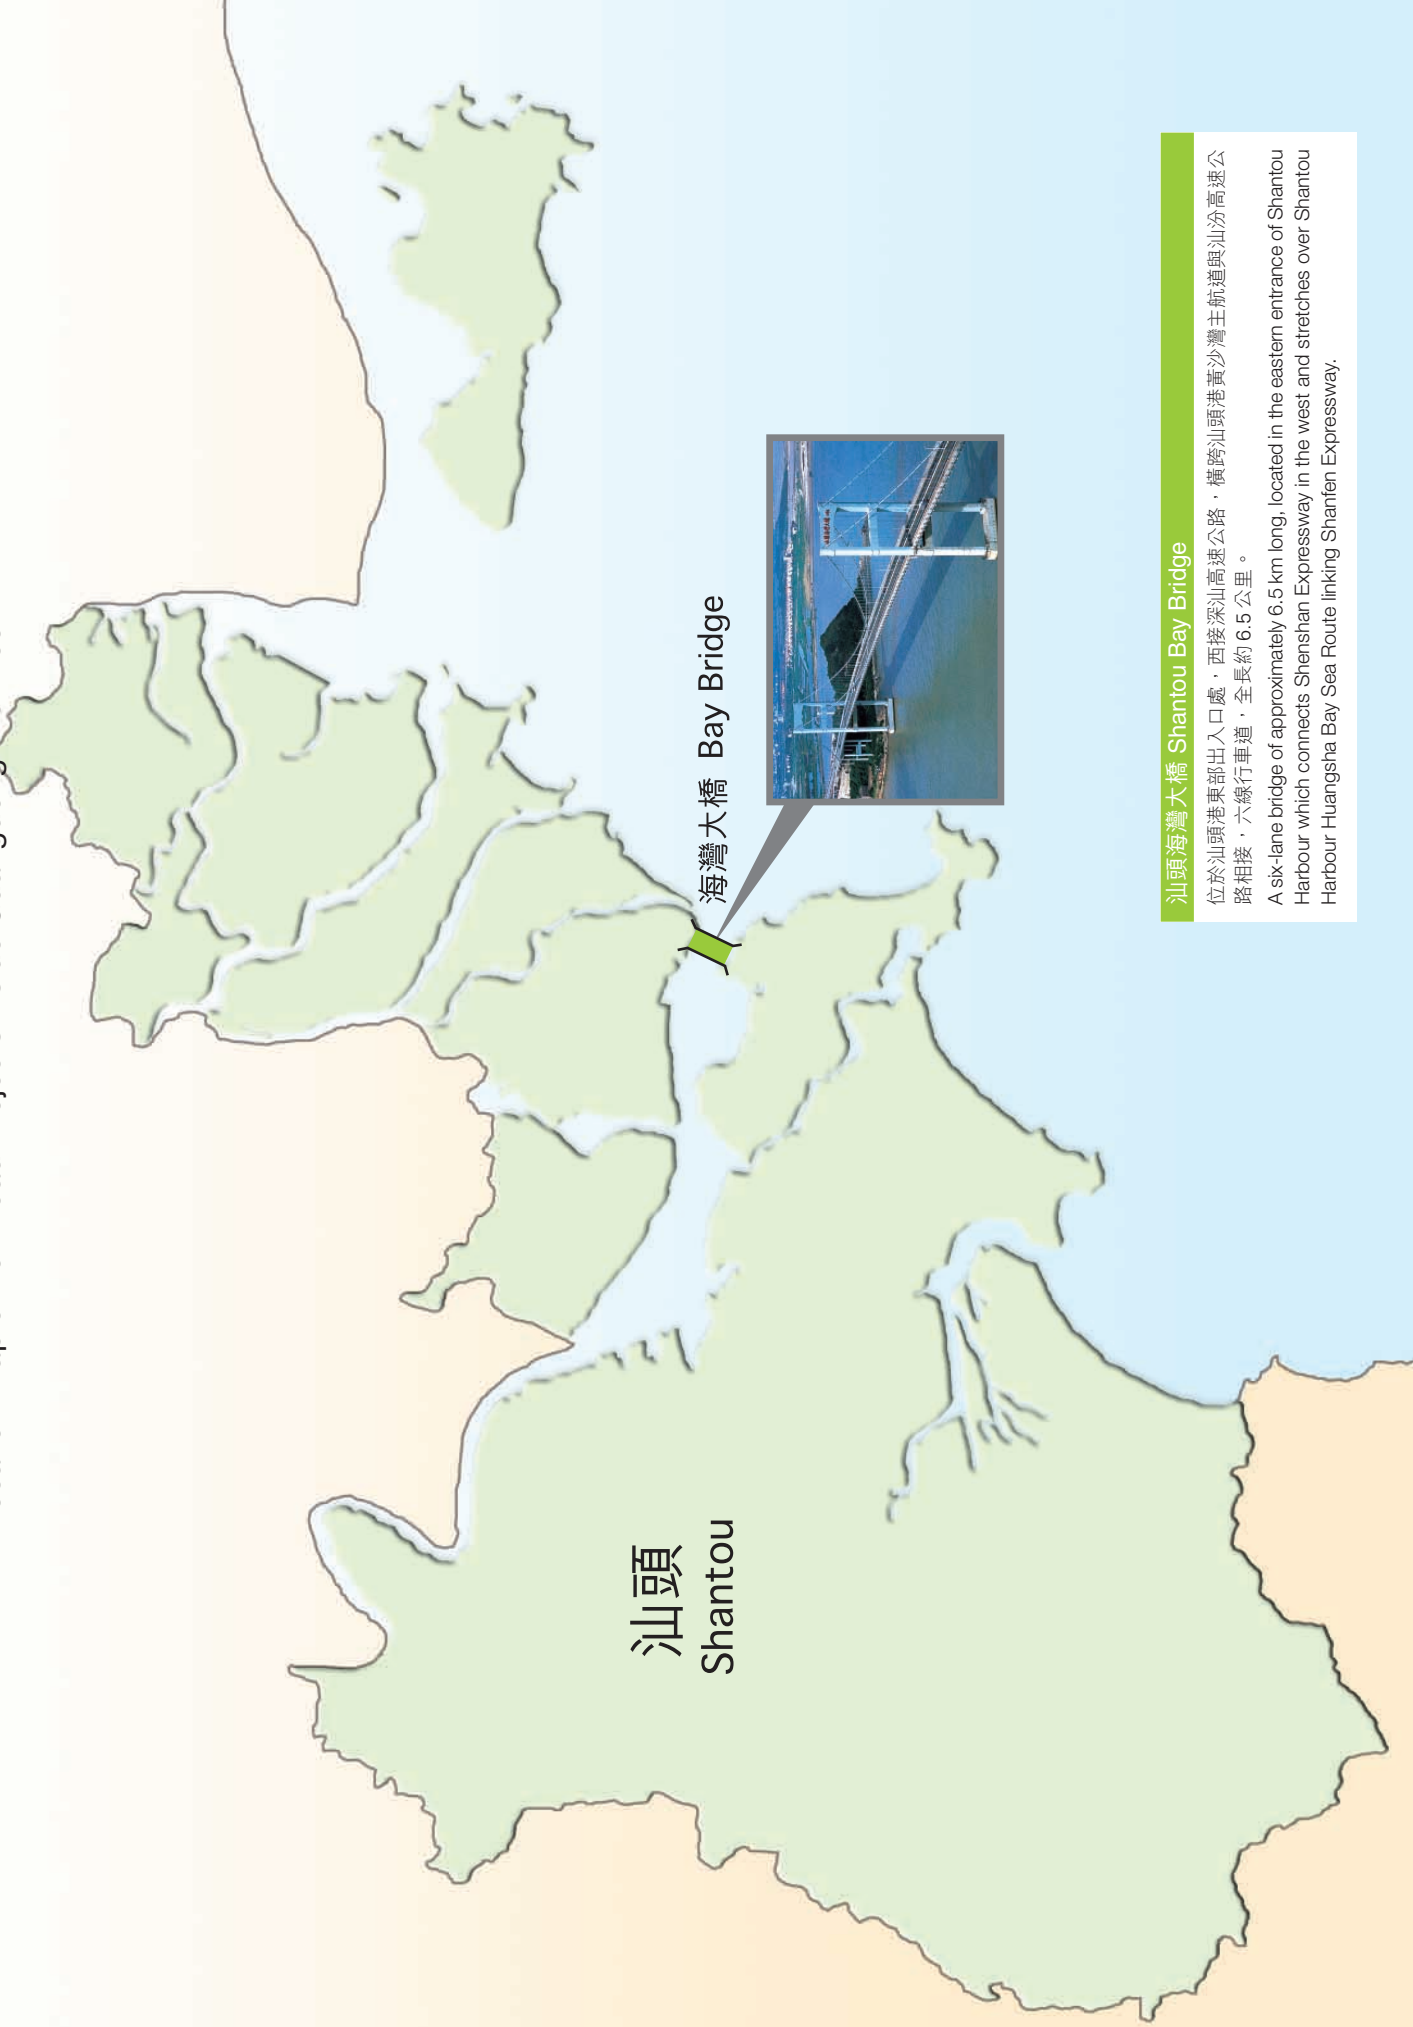 汕頭
Shantou
海灣大橋 Bay Bridge
汕頭海灣大橋 Shantou Bay Bridge
位於汕頭港東部出入口處，西接深汕高速公路，橫跨汕頭港黃沙灣主航道與汕汾高速公
路相接，六線行車道，全長約 6.5 公里。
A six-lane bridge of approximately 6.5 km long, located in the eastern entrance of Shantou
Harbour which connects Shenshan Expressway in the west and stretches over Shantou
Harbour Huangsha Bay Sea Route linking Shanfen Expressway.